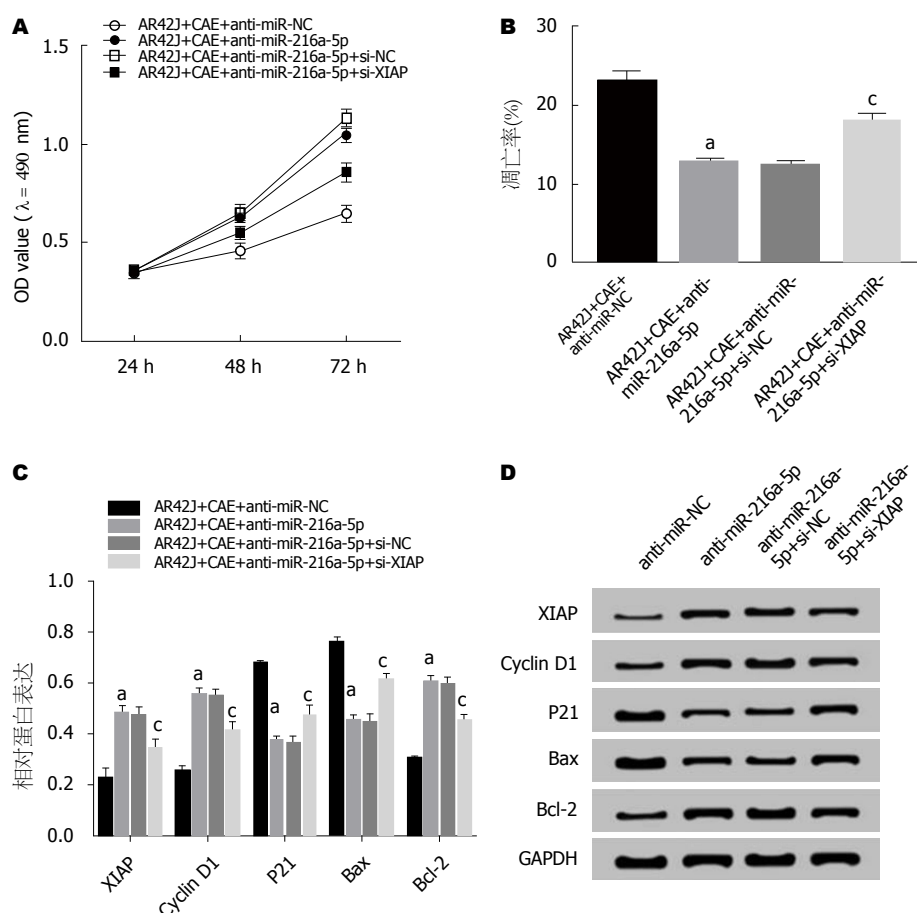 A
AR42J+CAE+anti-miR-NC
AR42J+CAE+anti-miR-216a-5p
AR42J+CAE+anti-miR-216a-5p+si-NC
AR42J+CAE+anti-miR-216a-5p+si-XIAP
OD value ( λ = 490 nm)
1.5
1.0
0.5
0.0
24 h
48 h
72 h
B
凋亡率(%)
30
20
10
0
a
c
AR42J+CAE+
anti-miR-NC
AR42J+CAE+anti-
miR-216a-5p
AR42J+CAE+anti-miR-
216a-5p+si-NC
AR42J+CAE+anti-miR-
216a-5p+si-XIAP
C
AR42J+CAE+anti-miR-NC
AR42J+CAE+anti-miR-216a-5p
AR42J+CAE+anti-miR-216a-5p+si-NC
AR42J+CAE+anti-miR-216a-5p+si-XIAP
相对蛋白表达
1.0
0.8
0.6
0.4
0.2
0.0
a
c
a
c
a
c
a
c
a
c
XIAP
Cyclin D1
P21
Bax
Bcl-2
D
anti-miR-NC
anti-miR-216a-5p
anti-miR-216a-
5p+si-NC
anti-miR-216a-
5p+si-XIAP
XIAP
Cyclin D1
P21
Bax
Bcl-2
GAPDH